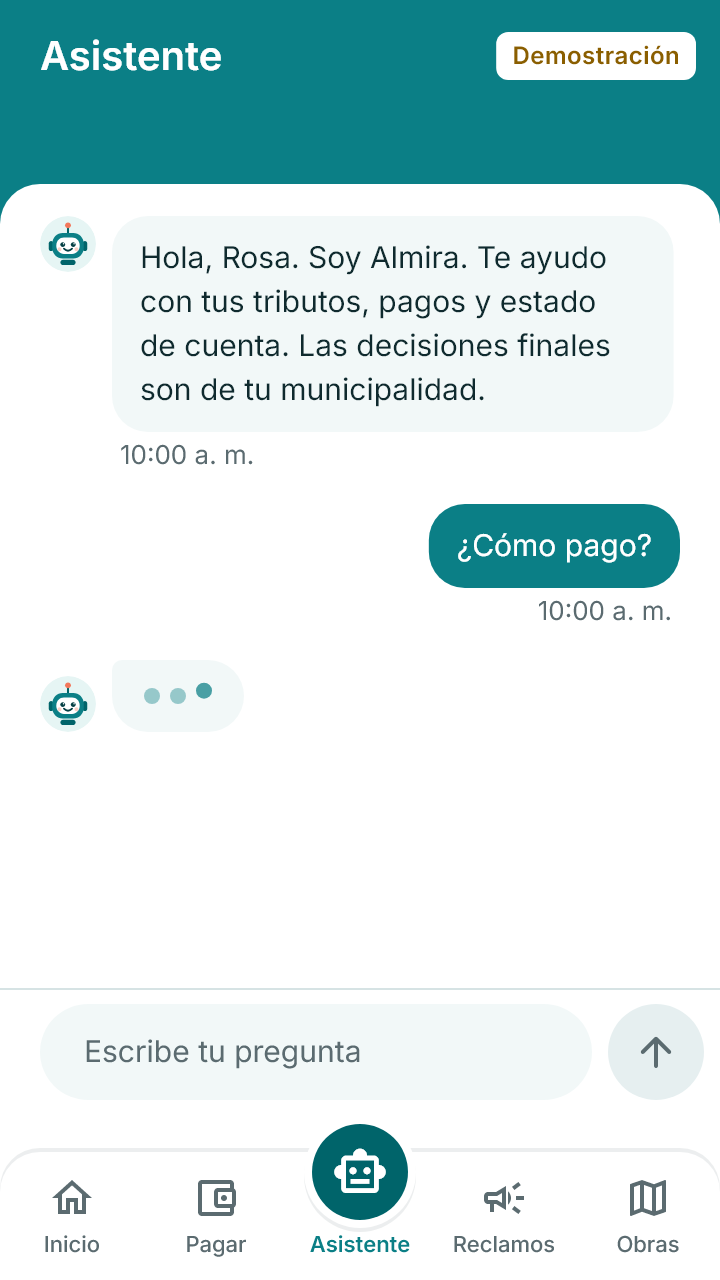 Asistente
Demostración
Hola, Rosa. Soy Almira. Te ayudo
con tus tributos, pagos y estado
de cuenta. Las decisiones finales
son de tu municipalidad.
10:00 a. m.
¿Cómo pago?
10:00 a. m.
Escribe tu pregunta
Inicio
Pagar
Asistente
Reclamos
Obras